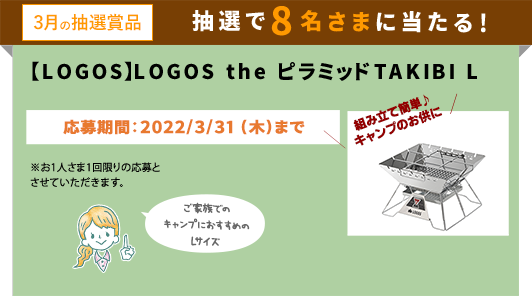 3月の抽選賞品
抽選で8名さまに当たる！
【LOGOS】LOGOS the ピラミッドTAKIBI L
応募期間：2022/3/31（木）まで
組み立て簡単♪
キャンプのお供に
※お1人さま1回限りの応募と
させていただきます。
ご家族での
キャンプにおすすめの
Lサイズ